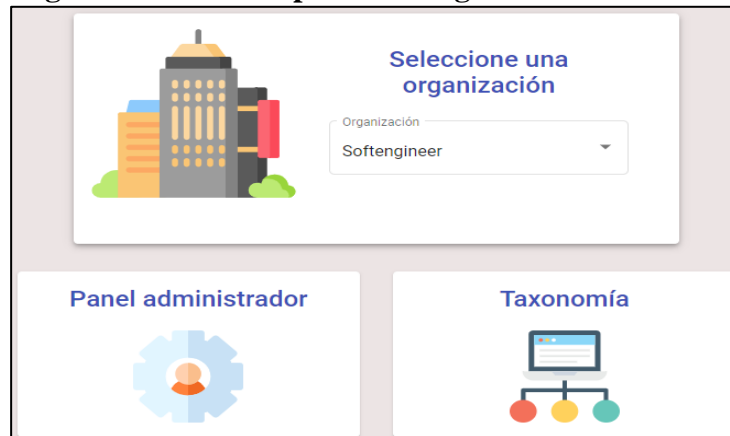 Seleccione una
organización
Organización
Softengineer
Panel administrador
Taxonomía